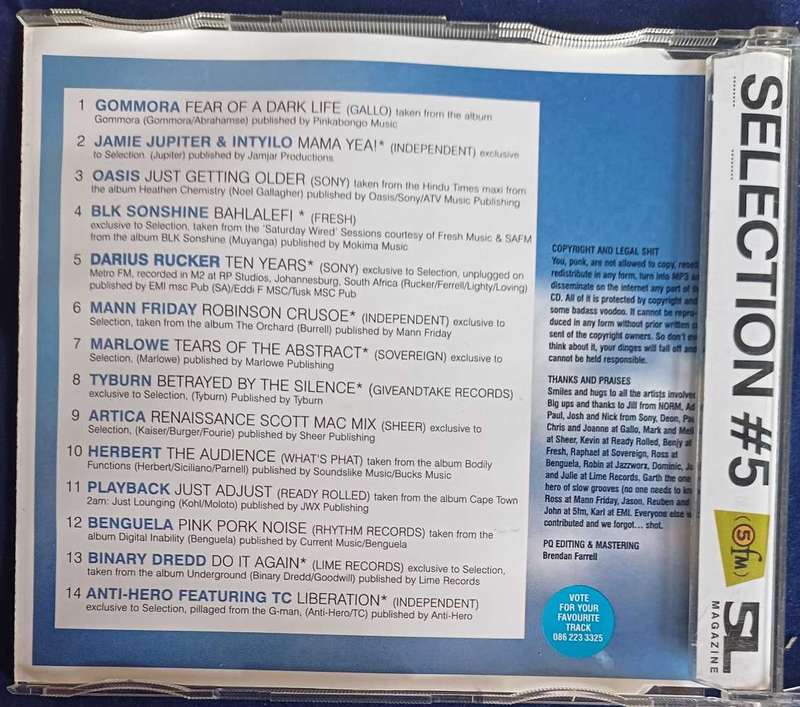 1 GOMMORA FEAR OF A DARK LIFE (GALLO) taken from the album
Gommora (Gommora/Abrahamse) published by Pinkabongo Music
2 JAMIE JUPITER & INTYILO MAMA YEA!* (INDEPENDENT) exclusive
to Selection. (Jupiter) published by Jamjar Productions
3 OASIS JUST GETTING OLDER (SONY) taken from the Hindu Times maxi from
the album Heathen Chemistry (Noel Gallagher) published by Oasis/Sony/ATV Music Publishing
4 BLK SONSHINE BAHLALEFI * (FRESH)
exclusive to Selection, taken from the 'Saturday Wired' Sessions courtesy of Fresh Music & SAFM
from the album BLK Sonshine (Muyanga) published by Mokima Music
5 DARIUS RUCKER TEN YEARS* (SONY) exclusive to Selection, unplugged on
Metro FM, recorded in M2 at RP Studios, Johannesburg, South Africa (Rucker/Ferrell/Lighty/Loving)
published by EMI msc Pub (SA)/Eddi F MSC/Tusk MSC Pub
6 MANN FRIDAY ROBINSON CRUSOE* (INDEPENDENT) exclusive to
Selection, taken from the album The Orchard (Burrell) published by Mann Friday
7 MARLOWE TEARS OF THE ABSTRACT* (SOVEREIGN) exclusive to
Selection, (Marlowe) published by Marlowe Publishing
8 TYBURN BETRAYED BY THE SILENCE* (GIVEANDTAKE RECORDS)
exclusive to Selection, (Tyburn) Published by Tyburn
9 ARTICA RENAISSANCE SCOTT MAC MIX (SHEER) exclusive to
Selection, (Kaiser/Burger/Fourie) published by Sheer Publishing
10 HERBERT THE AUDIENCE (WHAT'S PHAT) taken from the album Bodily
Functions (Herbert/Siciliano/Parnell) published by Soundslike Music/Bucks Music
11 PLAYBACK JUST ADJUST (READY ROLLED) taken from the album Cape Town
2am: Just Lounging (Kohl/Moloto) published by JWX Publishing
12 BENGUELA PINK PORK NOISE (RHYTHM RECORDS) taken from the
album Digital Inability (Benguela) published by Current Music/Benguela
13 BINARY DREDD DO IT AGAIN* (LIME RECORDS) exclusive to Selection,
taken from the album Underground (Binary Dredd/Goodwill) published by Lime Records
14 ANTI-HERO FEATURING TC LIBERATION* (INDEPENDENT)
exclusive to Selection, pillaged from the G-man, (Anti-Hero/TC) published by Anti-Hero
COPYRIGHT AND LEGAL SHIT
You, punk, are not allowed to copy,
redistribute in any form, turn into MP3
disseminate on the internet any part of
CD. All of it is protected by copyright and
some badass voodoo. It cannot be repro-
duced in any form without prior written
sent of the copyright owners. So don't
think about it, your dinges will fall off and
cannot be held responsible.
THANKS AND PRAISES
Smiles and hugs to all the artists
Big ups and thanks to Jill from NORM,
Paul, Josh and Nick from Sony, Deon,
Chris and Joanne at Gallo, Mark and
at Sheer, Kevin at Ready Rolled, Benjy at
Fresh, Raphael at Sovereign, Ross at
Benguela, Robin at Jazzworx, Dominic,
and Julie at Lime Records, Garth the one
hero of slow grooves (no one needs to
Ross at Mann Friday, Jason, Reuben and
John at 5fm, Karl at EMI. Everyone else
contributed and we forgot... shot.
PQ EDITING & MASTERING
Brendan Farrell
VOTE
FOR YOUR
FAVOURITE
TRACK
086 223 3325
SELECTION #5
5fm
SL
MAGAZINE